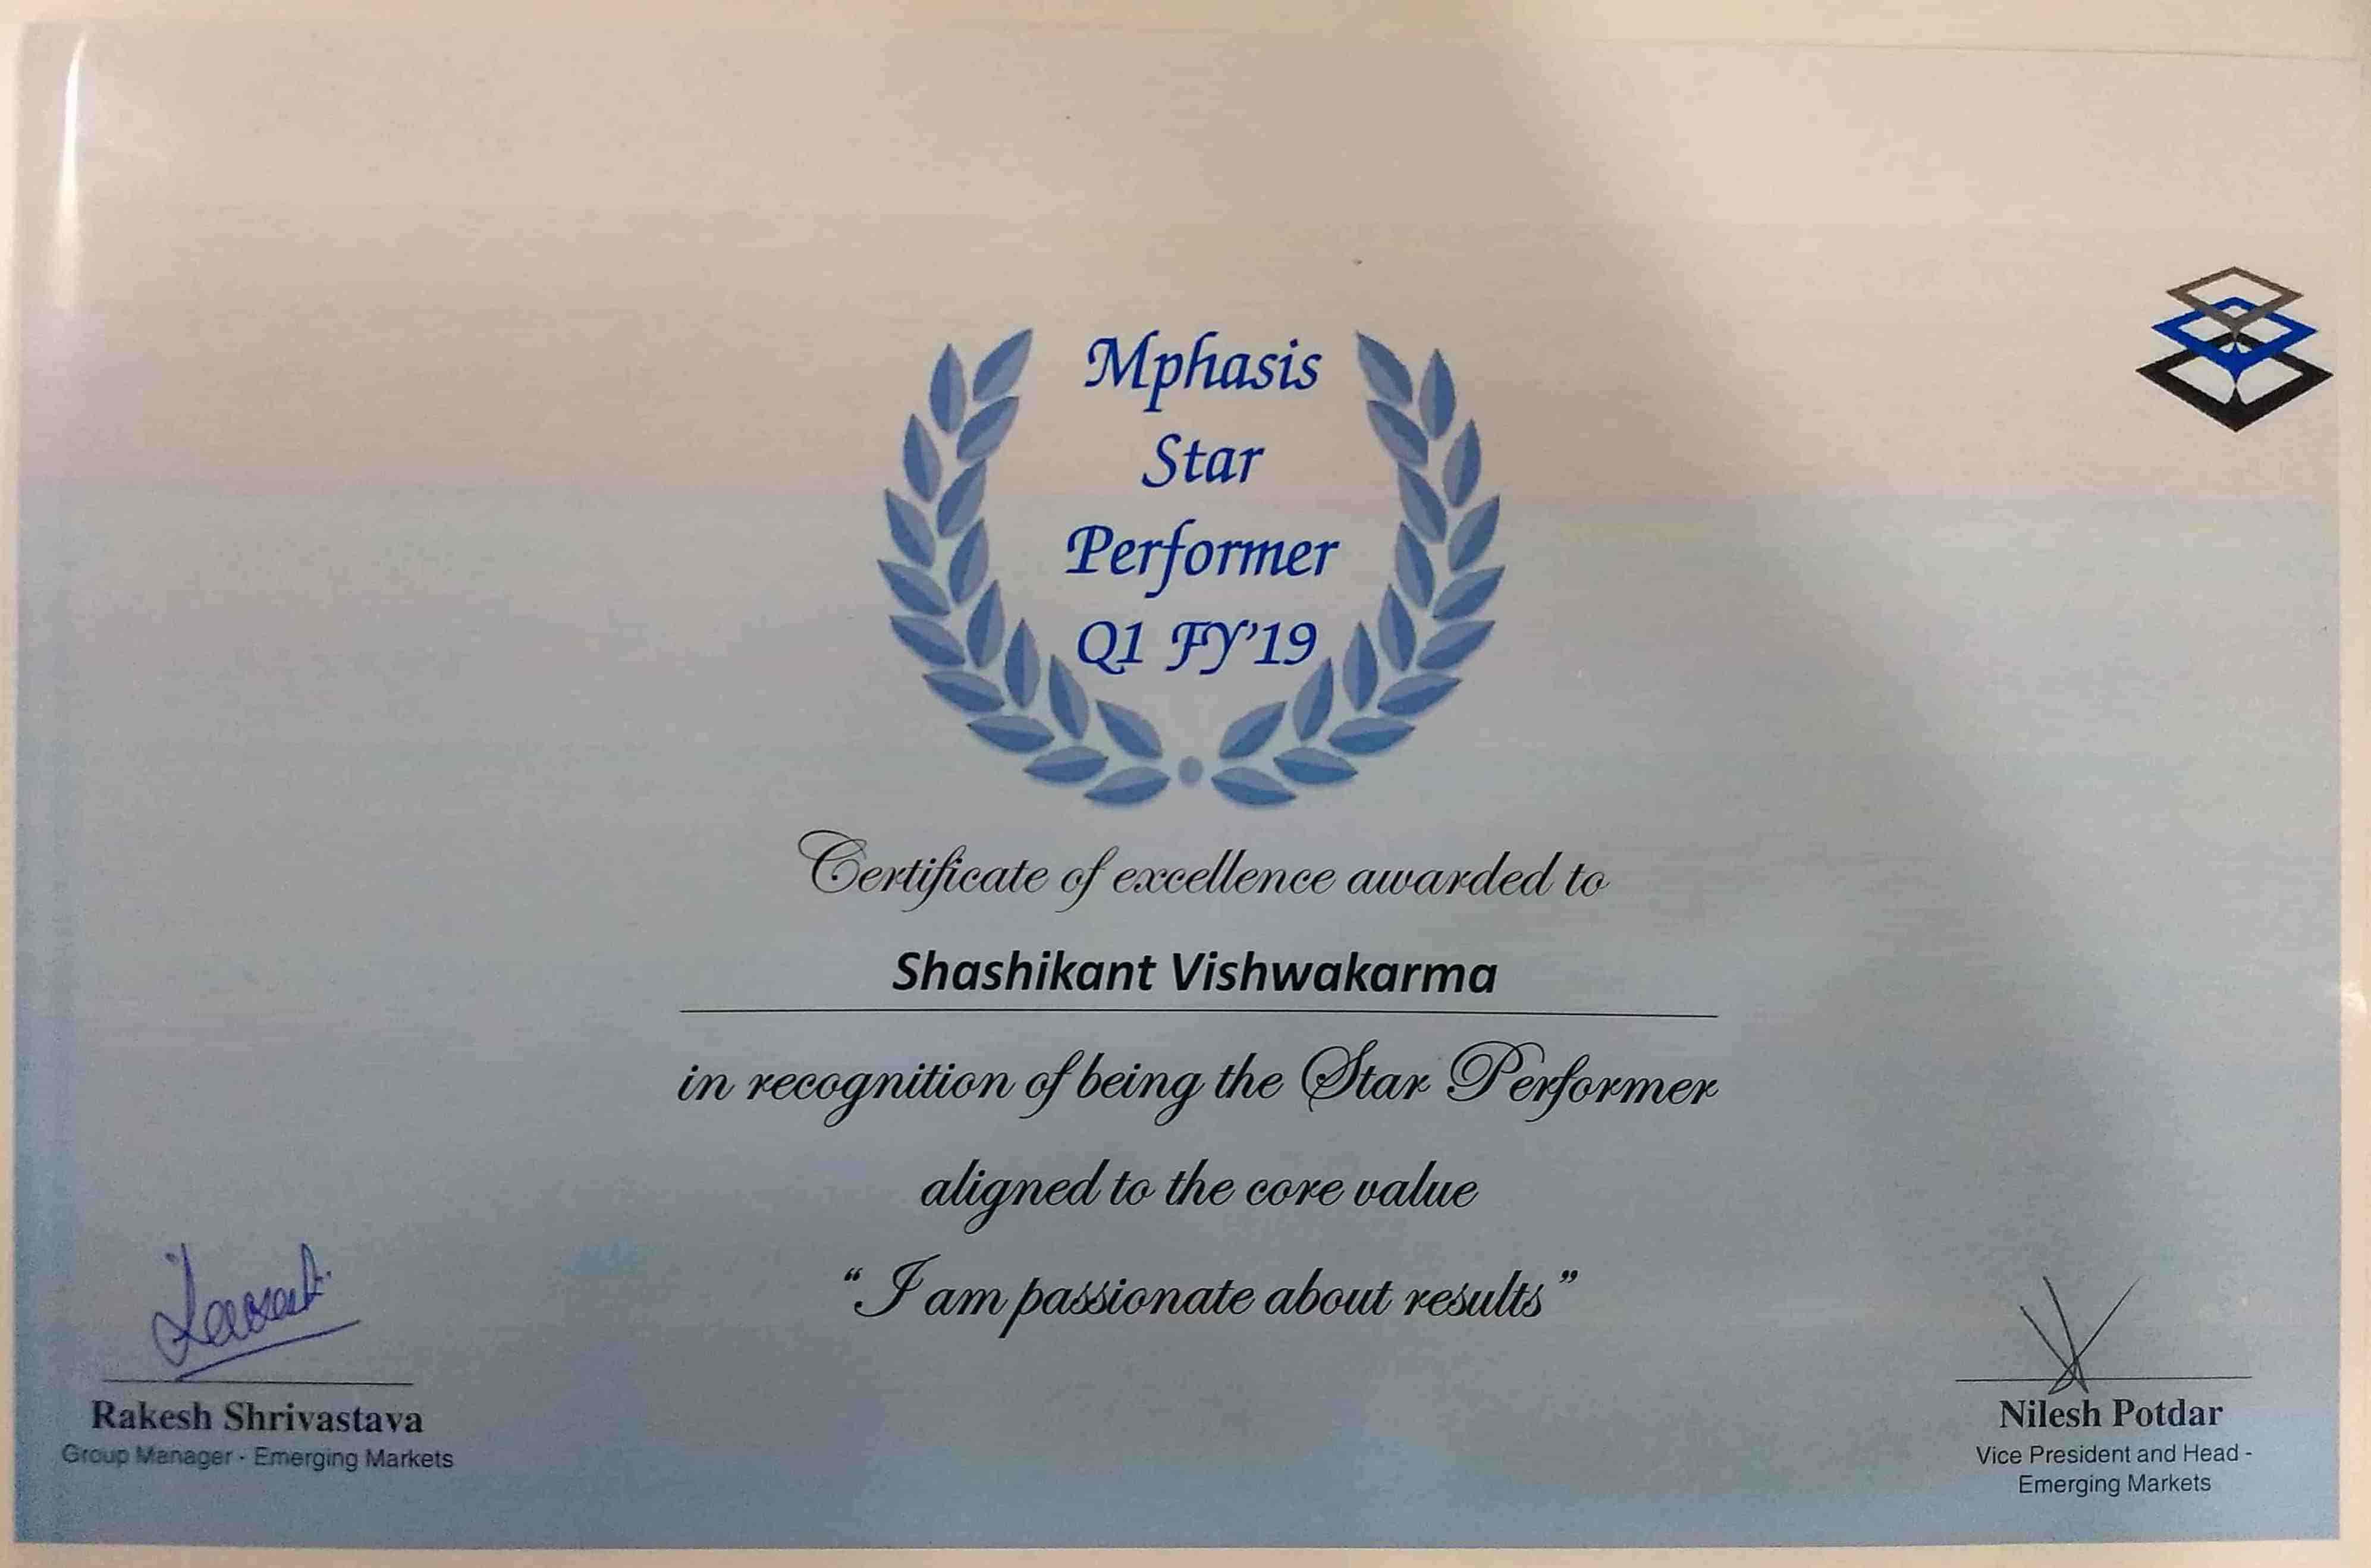 Mphasis
Star
Performer
Q1 FY'19
Certificate of excellence awarded to
Shashikant Vishwakarma
in recognition of being the Star Performer
aligned to the core value
“I am passionate about results”
Rakesh Shrivastava
Group Manager - Emerging Markets
Nilesh Potdar
Vice President and Head -
Emerging Markets